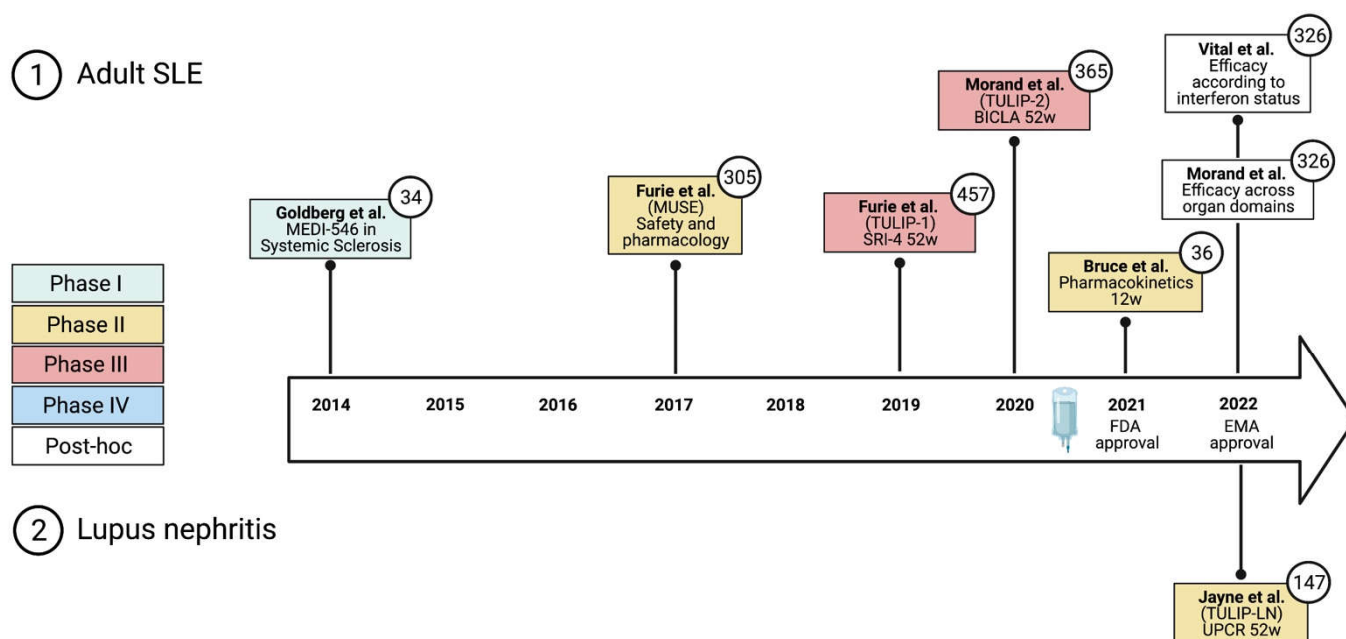 1 Adult SLE
34
Goldberg et al.
MEDI-546 in
Systemic Sclerosis
305
Furie et al.
(MUSE)
Safety and
pharmacology
457
Furie et al.
(TULIP-1)
SRI-4 52w
365
Morand et al.
(TULIP-2)
BICLA 52w
36
Bruce et al.
Pharmacokinetics
12w
326
Vital et al.
Efficacy
according to
interferon status
326
Morand et al.
Efficacy across
organ domains
Phase I
Phase II
Phase III
Phase IV
Post-hoc
2014 2015 2016 2017 2018 2019 2020 2021 2022
FDA
approval
EMA
approval
2 Lupus nephritis
147
Jayne et al.
(TULIP-LN)
UPCR 52w